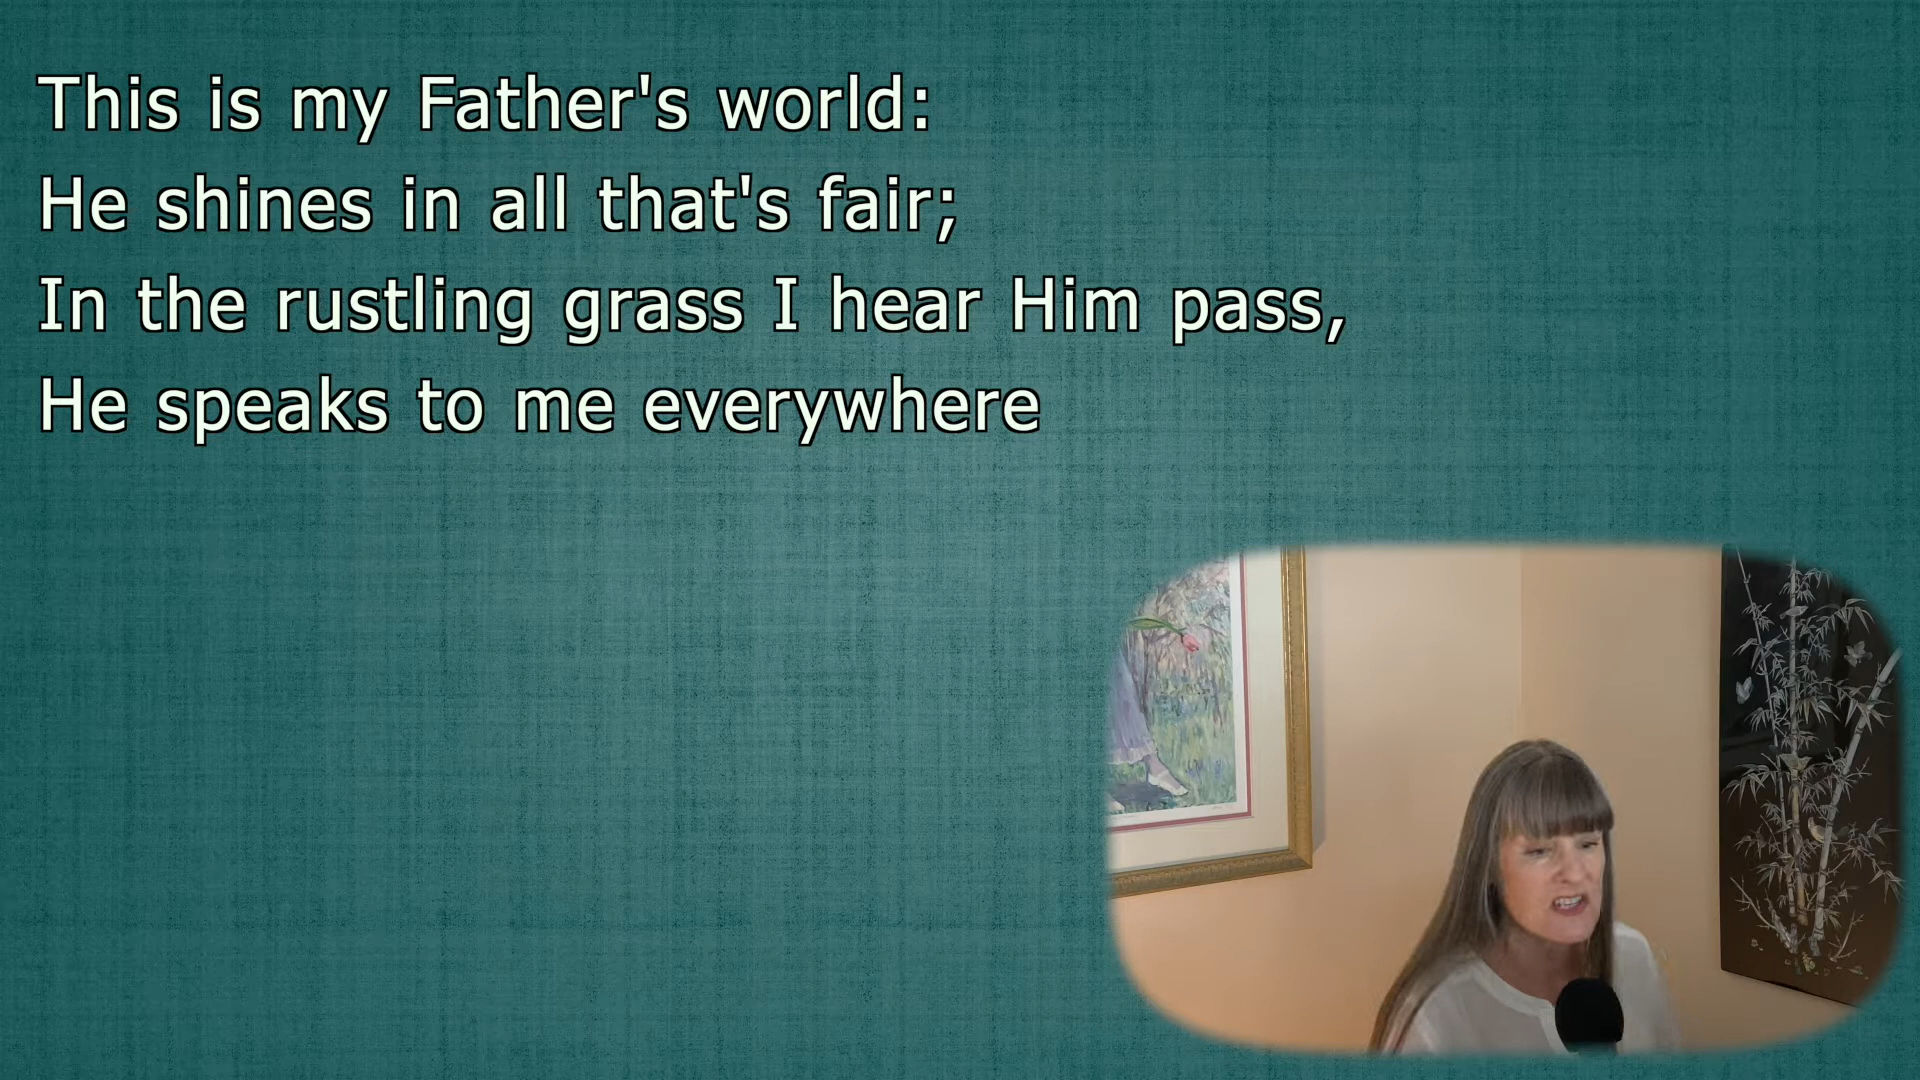 This is my Father's world:
He shines in all that's fair;
In the rustling grass I hear Him pass,
He speaks to me everywhere